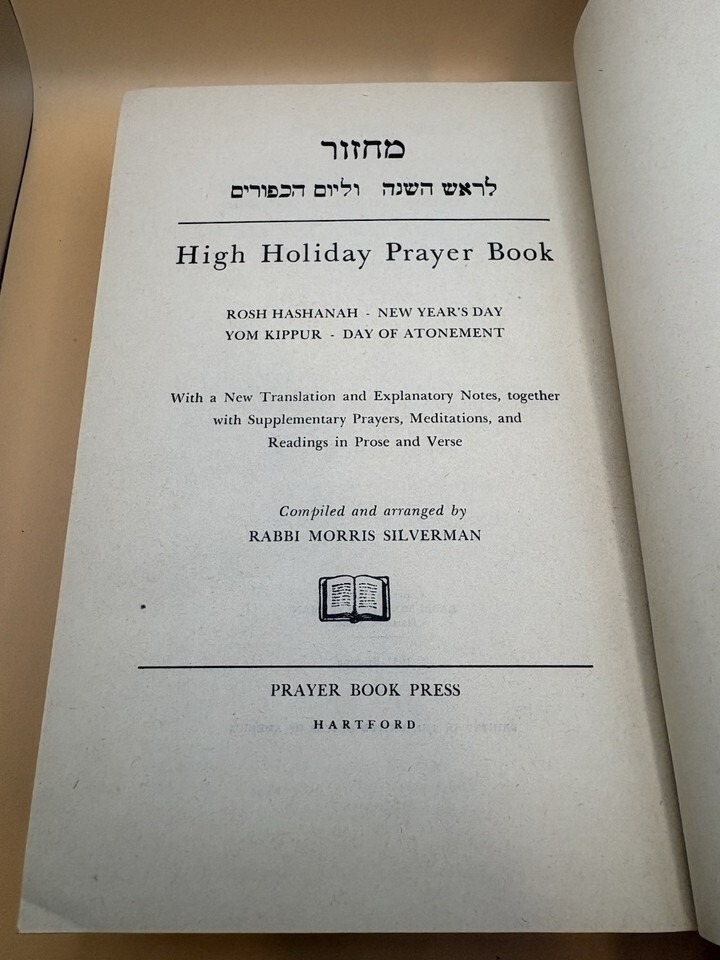 מחזור
לראש השנה וליום הכפורים
High Holiday Prayer Book
ROSH HASHANAH - NEW YEAR'S DAY
YOM KIPPUR - DAY OF ATONEMENT
With a New Translation and Explanatory Notes, together
with Supplementary Prayers, Meditations, and
Readings in Prose and Verse
Compiled and arranged by
RABBI MORRIS SILVERMAN
PRAYER BOOK PRESS
HARTFORD